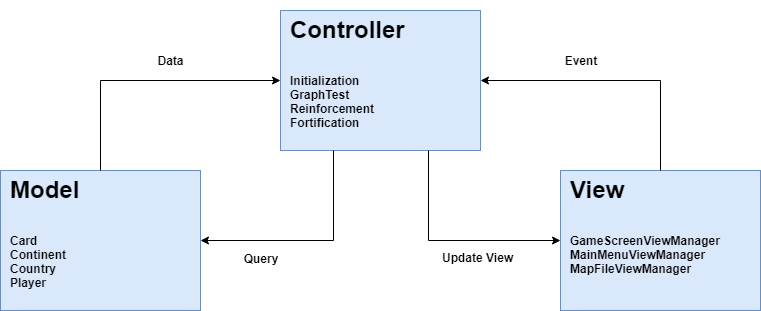 Controller
Initialization
GraphTest
Reinforcement
Fortification
Data
Event
Model
Card
Continent
Country
Player
View
GameScreenViewManager
MainMenuViewManager
MapFileViewManager
Query
Update View